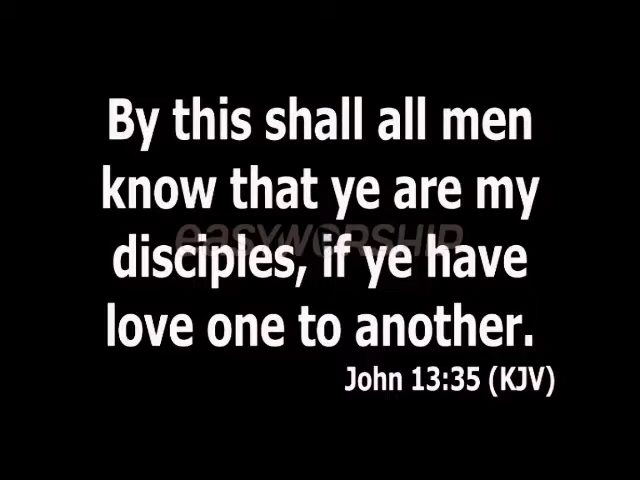 By this shall all men
know that ye are my
easyworship
disciples, if ye have
love one to another.
John 13:35 (KJV)